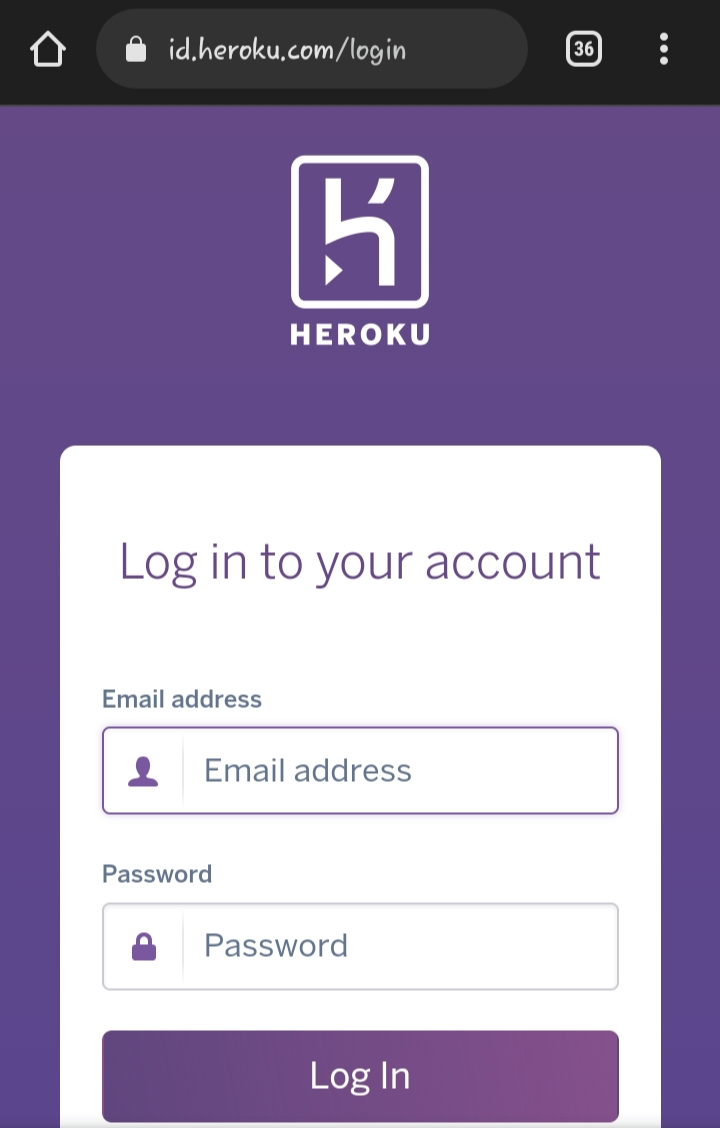 id.heroku.com/login
36
HEROKU
Log in to your account
Email address
Email address
Password
Password
Log In